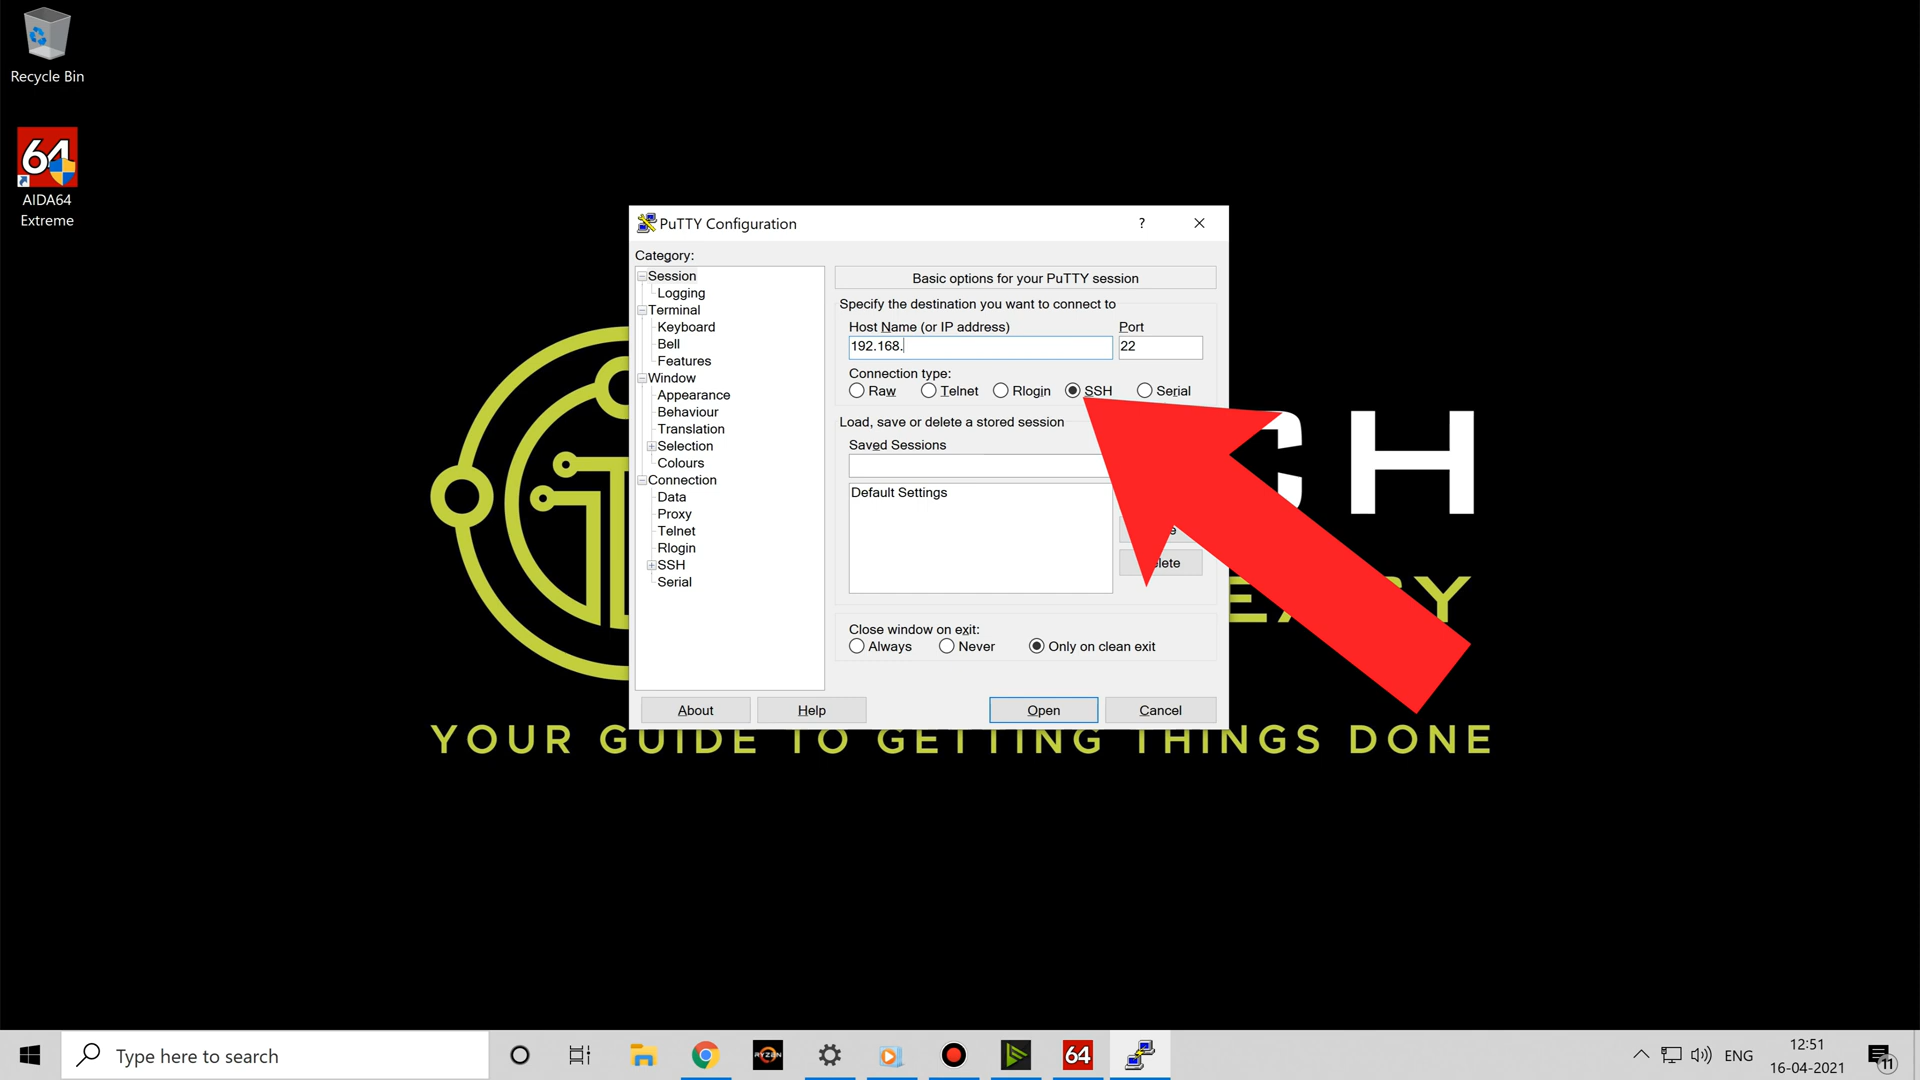 Recycle Bin
64
AIDA64
Extreme
PuTTY Configuration
?
Category:
Session
Logging
Terminal
Keyboard
Bell
Features
Window
Appearance
Behaviour
Translation
Selection
Colours
Connection
Data
Proxy
Telnet
Rlogin
SSH
Serial
Basic options for your PuTTY session
Specify the destination you want to connect to
Host Name (or IP address) Port
192.168. 22
Connection type:
Raw Telnet Rlogin SSH Serial
Load, save or delete a stored session
Saved Sessions
Default Settings
Close window on exit:
Always Never Only on clean exit
About Help Open Cancel
CH
YOUR GUIDE TO GETTING THINGS DONE
Type here to search
RYZEN
64
ENG
12:51
16-04-2021
11